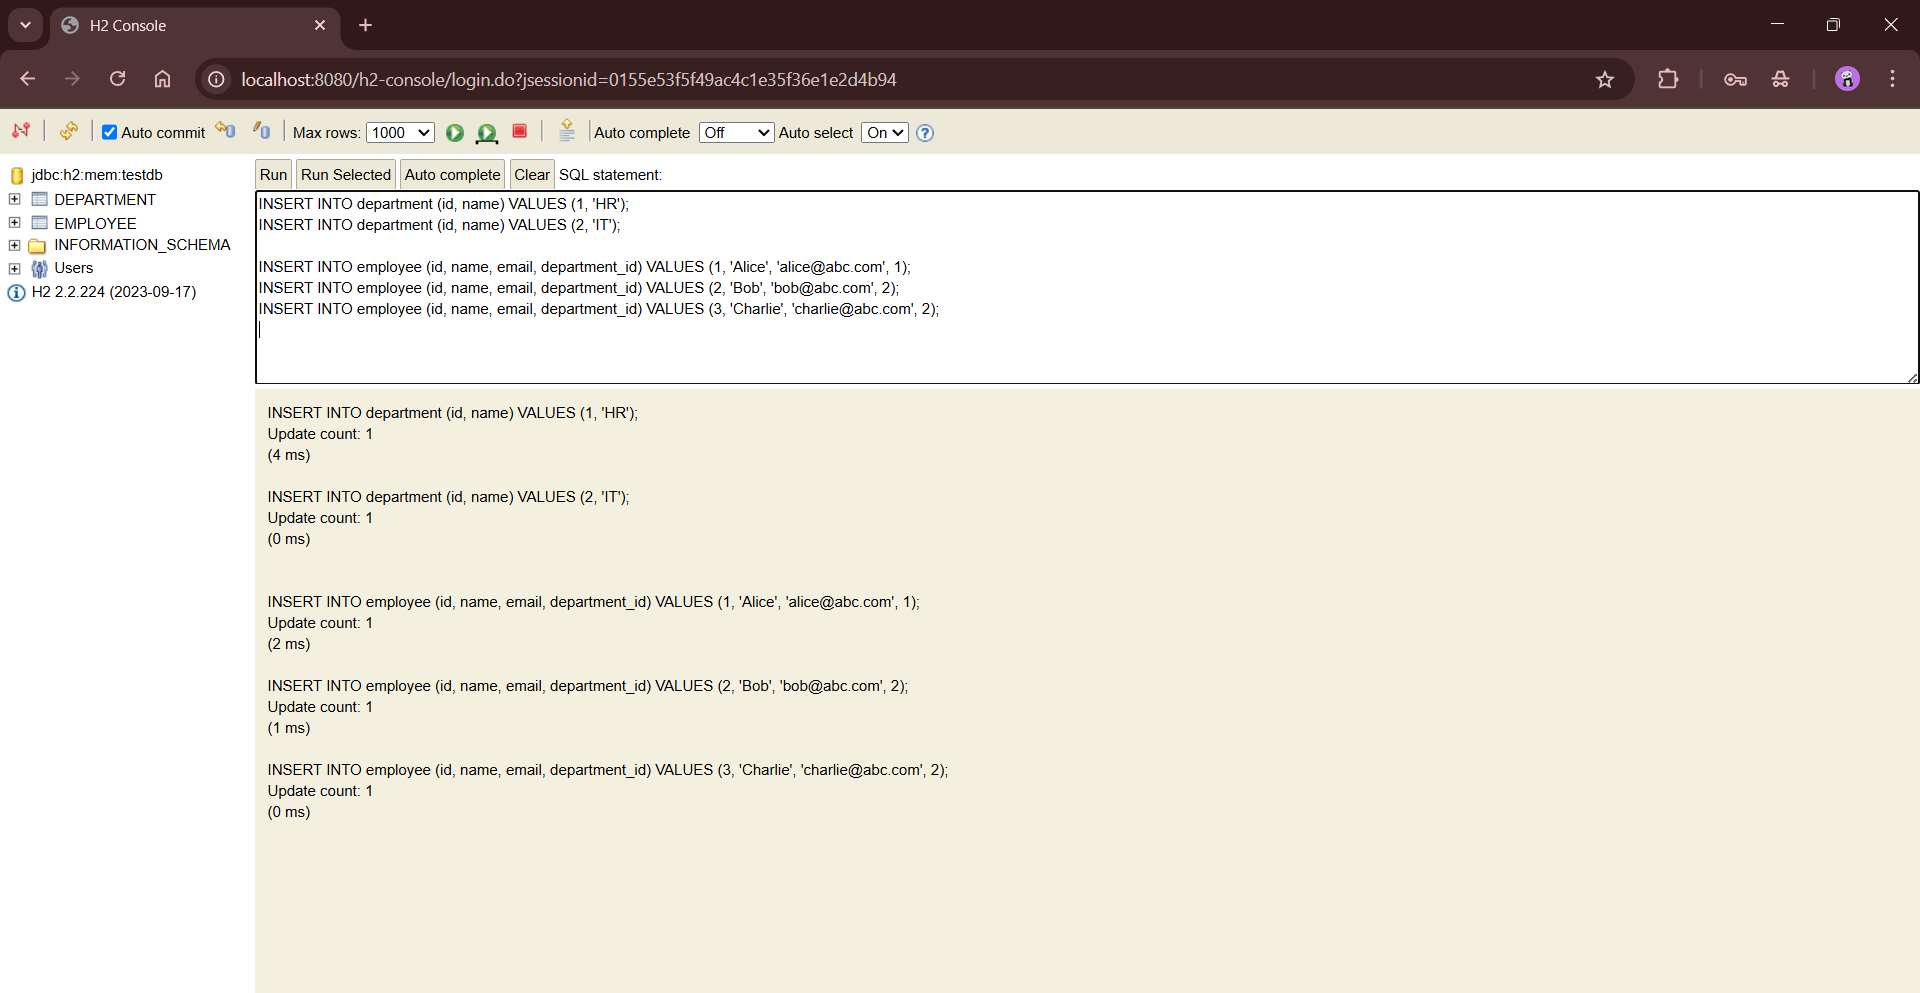 H2 Console
localhost:8080/h2-console/login.do?jsessionid=0155e53f5f49ac4c1e35f36e1e2d4b94
Auto commit Max rows: 1000 Auto complete Off Auto select On ?
jdbc:h2:mem:testdb
DEPARTMENT
EMPLOYEE
INFORMATION_SCHEMA
Users
H2 2.2.224 (2023-09-17)
Run Run Selected Auto complete Clear SQL statement:
INSERT INTO department (id, name) VALUES (1, 'HR');
INSERT INTO department (id, name) VALUES (2, 'IT');
INSERT INTO employee (id, name, email, department_id) VALUES (1, 'Alice', 'alice@abc.com', 1);
INSERT INTO employee (id, name, email, department_id) VALUES (2, 'Bob', 'bob@abc.com', 2);
INSERT INTO employee (id, name, email, department_id) VALUES (3, 'Charlie', 'charlie@abc.com', 2);
INSERT INTO department (id, name) VALUES (1, 'HR');
Update count: 1
(4 ms)
INSERT INTO department (id, name) VALUES (2, 'IT');
Update count: 1
(0 ms)
INSERT INTO employee (id, name, email, department_id) VALUES (1, 'Alice', 'alice@abc.com', 1);
Update count: 1
(2 ms)
INSERT INTO employee (id, name, email, department_id) VALUES (2, 'Bob', 'bob@abc.com', 2);
Update count: 1
(1 ms)
INSERT INTO employee (id, name, email, department_id) VALUES (3, 'Charlie', 'charlie@abc.com', 2);
Update count: 1
(0 ms)